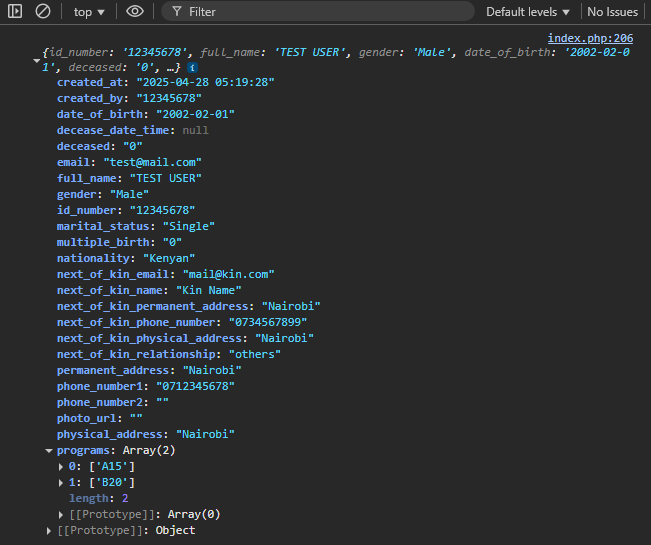 top ▼ Filter Default levels ▼ No Issues
index.php:206
{id_number: '12345678', full_name: 'TEST USER', gender: 'Male', date_of_birth: '2002-02-0
1', deceased: '0', …} i
created_at: "2025-04-28 05:19:28"
created_by: "12345678"
date_of_birth: "2002-02-01"
decease_date_time: null
deceased: "0"
email: "test@mail.com"
full_name: "TEST USER"
gender: "Male"
id_number: "12345678"
marital_status: "Single"
multiple_birth: "0"
nationality: "Kenyan"
next_of_kin_email: "mail@kin.com"
next_of_kin_name: "Kin Name"
next_of_kin_permanent_address: "Nairobi"
next_of_kin_phone_number: "0734567899"
next_of_kin_physical_address: "Nairobi"
next_of_kin_relationship: "others"
permanent_address: "Nairobi"
phone_number1: "0712345678"
phone_number2: ""
photo_url: ""
physical_address: "Nairobi"
programs: Array(2)
0: ['A15']
1: ['B20']
length: 2
[[Prototype]]: Array(0)
[[Prototype]]: Object